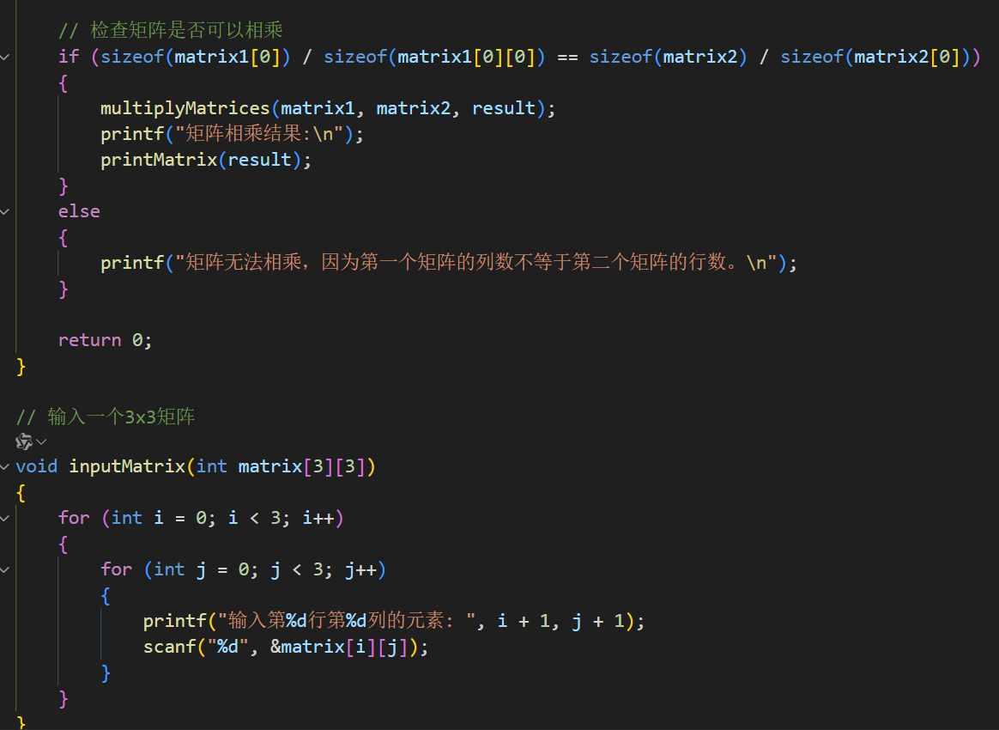 // 检查矩阵是否可以相乘
if (sizeof(matrix1[0]) / sizeof(matrix1[0][0]) == sizeof(matrix2) / sizeof(matrix2[0]))
{
multiplyMatrices(matrix1, matrix2, result);
printf("矩阵相乘结果:\n");
printMatrix(result);
}
else
{
printf("矩阵无法相乘，因为第一个矩阵的列数不等于第二个矩阵的行数。\n");
}
return 0;
}
// 输入一个3x3矩阵
void inputMatrix(int matrix[3][3])
{
for (int i = 0; i < 3; i++)
{
for (int j = 0; j < 3; j++)
{
printf("输入第%d行第%d列的元素: ", i + 1, j + 1);
scanf("%d", &matrix[i][j]);
}
}
}